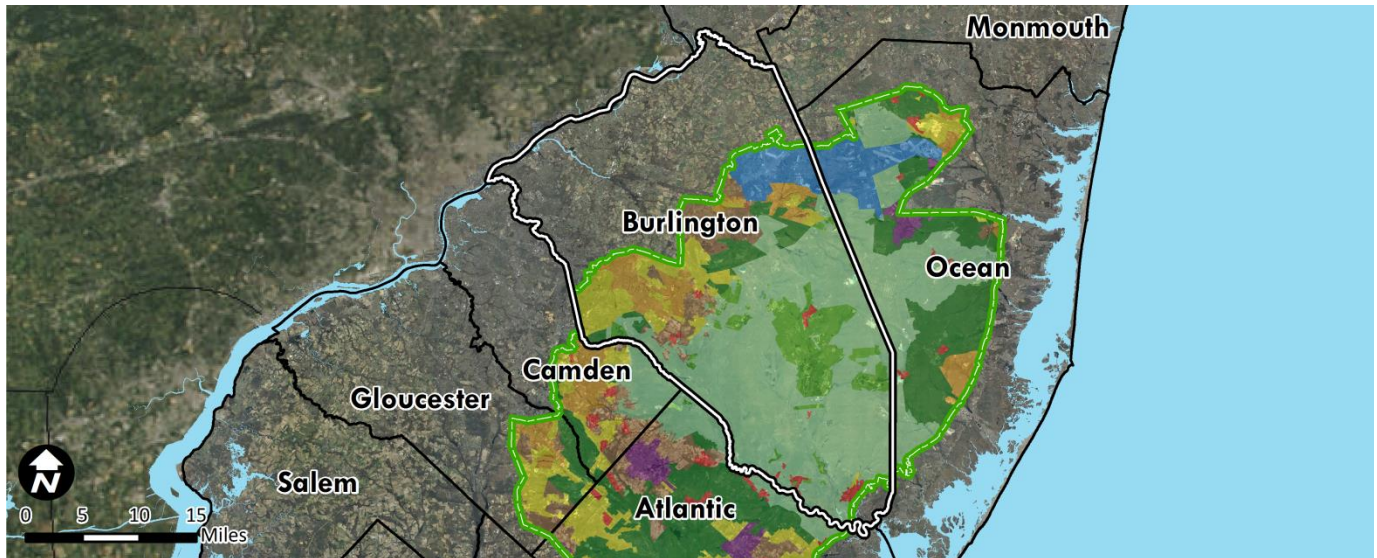 Monmouth
Burlington
Ocean
Camden
Gloucester
Salem
Atlantic
N
0 5 10 15
Miles